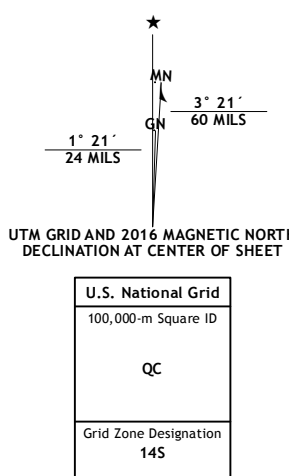 ★
MN
3° 21´
60 MILS
GN
1° 21´
24 MILS
UTM GRID AND 2016 MAGNETIC NORTH
DECLINATION AT CENTER OF SHEET
U.S. National Grid
100,000-m Square ID
QC
Grid Zone Designation
14S